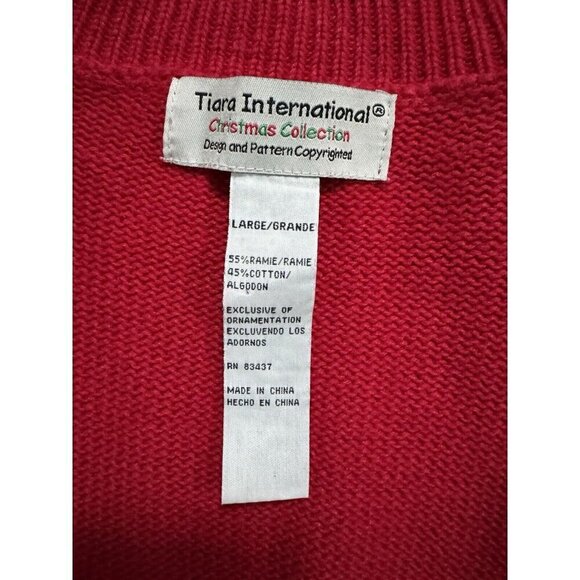 Tiara International®
Christmas Collection
Design and Pattern Copyrighted
LARGE/GRANDE
55%RAMIE/RAMIE
45%COTTON/
ALGODON
EXCLUSIVE OF
ORNAMENTATION
EXCLUVENDO LOS
ADORNOS
RN 83437
MADE IN CHINA
HECHO EN CHINA